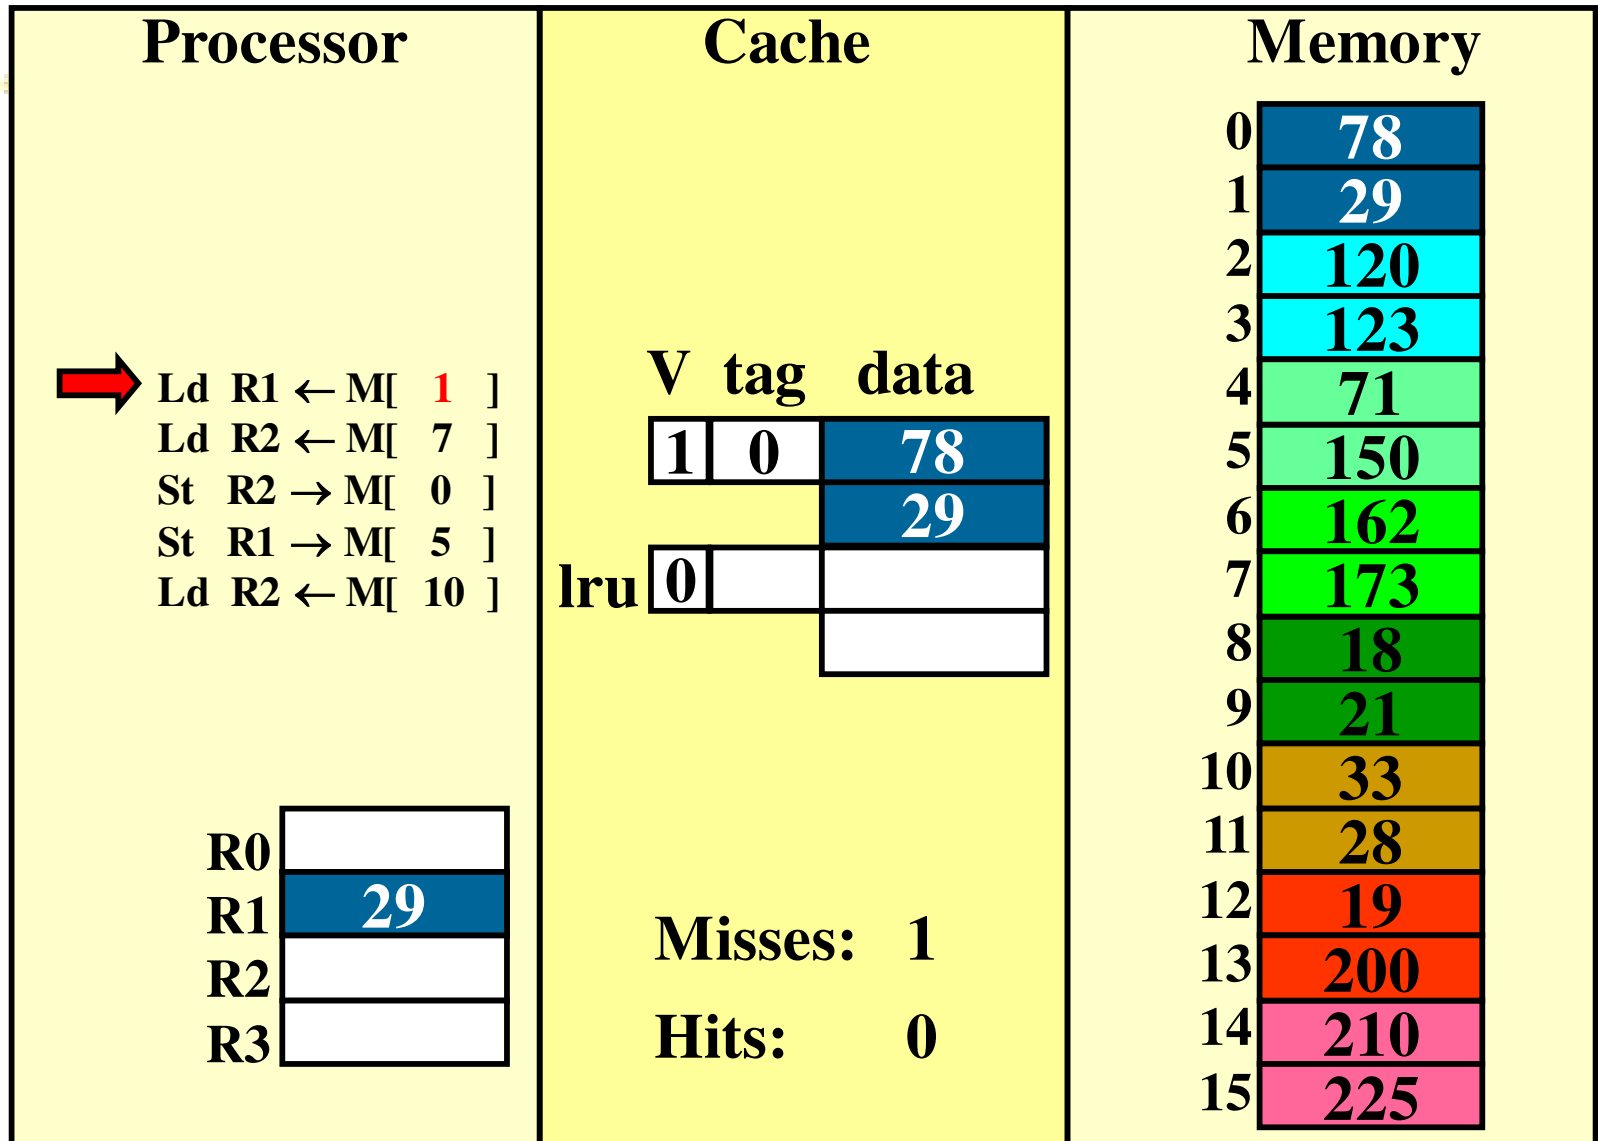 Processor
Ld R1 ← M[ 1 ]
Ld R2 ← M[ 7 ]
St R2 → M[ 0 ]
St R1 → M[ 5 ]
Ld R2 ← M[ 10 ]
R0
R1 29
R2
R3
Cache
V tag data
1 0 78
29
lru 0
Misses: 1
Hits: 0
Memory
0 78
1 29
2 120
3 123
4 71
5 150
6 162
7 173
8 18
9 21
10 33
11 28
12 19
13 200
14 210
15 225